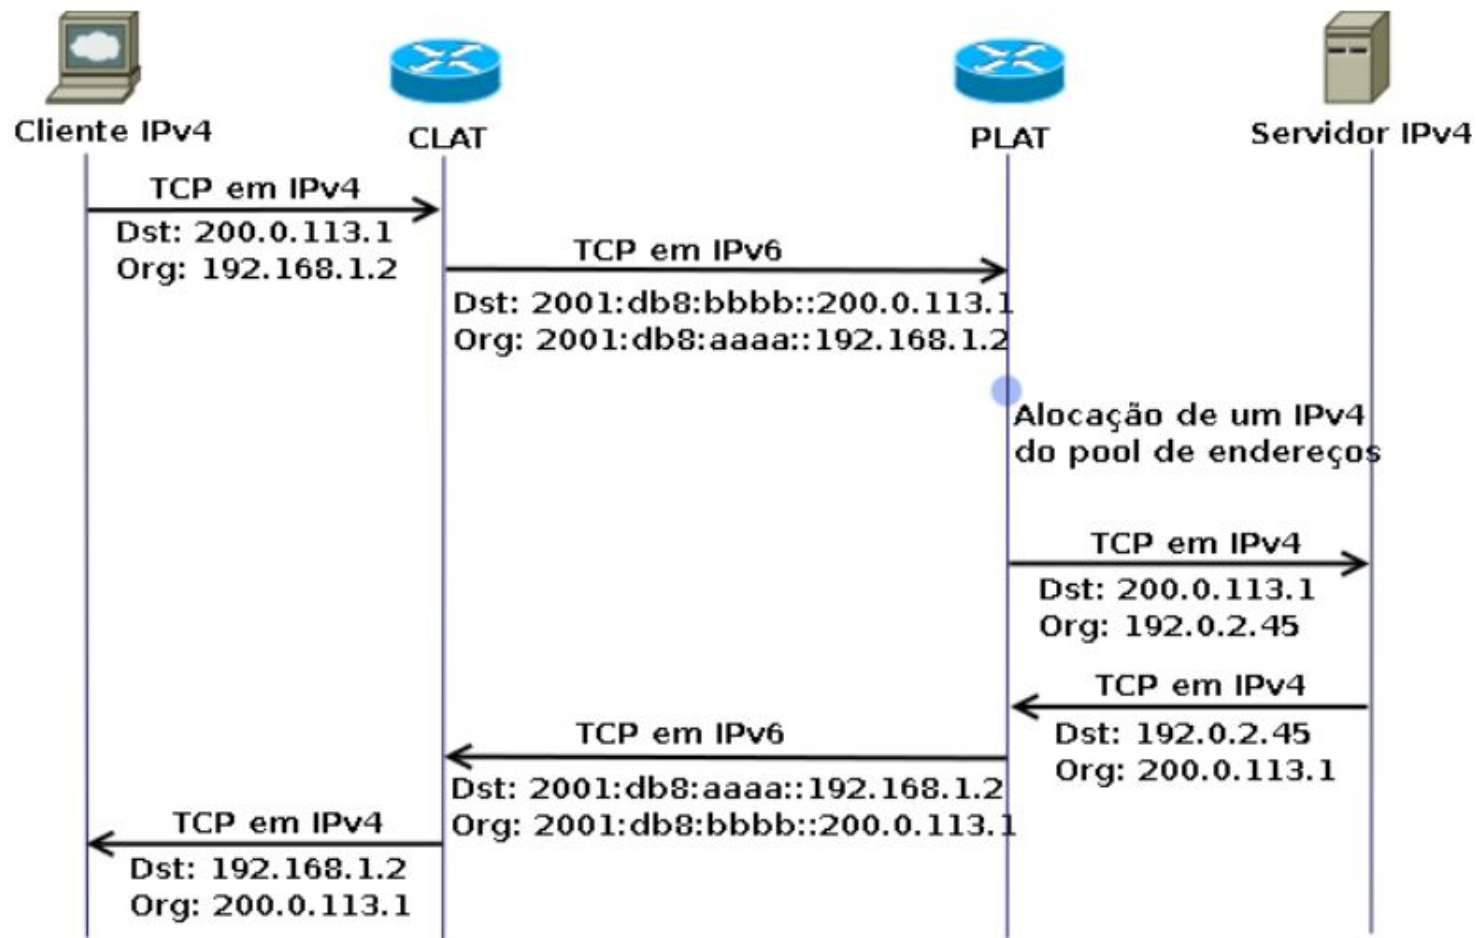 Cliente IPv4
CLAT
PLAT
Servidor IPv4
TCP em IPv4
Dst: 200.0.113.1
Org: 192.168.1.2
TCP em IPv6
Dst: 2001:db8:bbbb::200.0.113.1
Org: 2001:db8:aaaa::192.168.1.2
Alocação de um IPv4
do pool de endereços
TCP em IPv4
Dst: 200.0.113.1
Org: 192.0.2.45
TCP em IPv4
Dst: 192.0.2.45
Org: 200.0.113.1
TCP em IPv6
Dst: 2001:db8:aaaa::192.168.1.2
Org: 2001:db8:bbbb::200.0.113.1
TCP em IPv4
Dst: 192.168.1.2
Org: 200.0.113.1